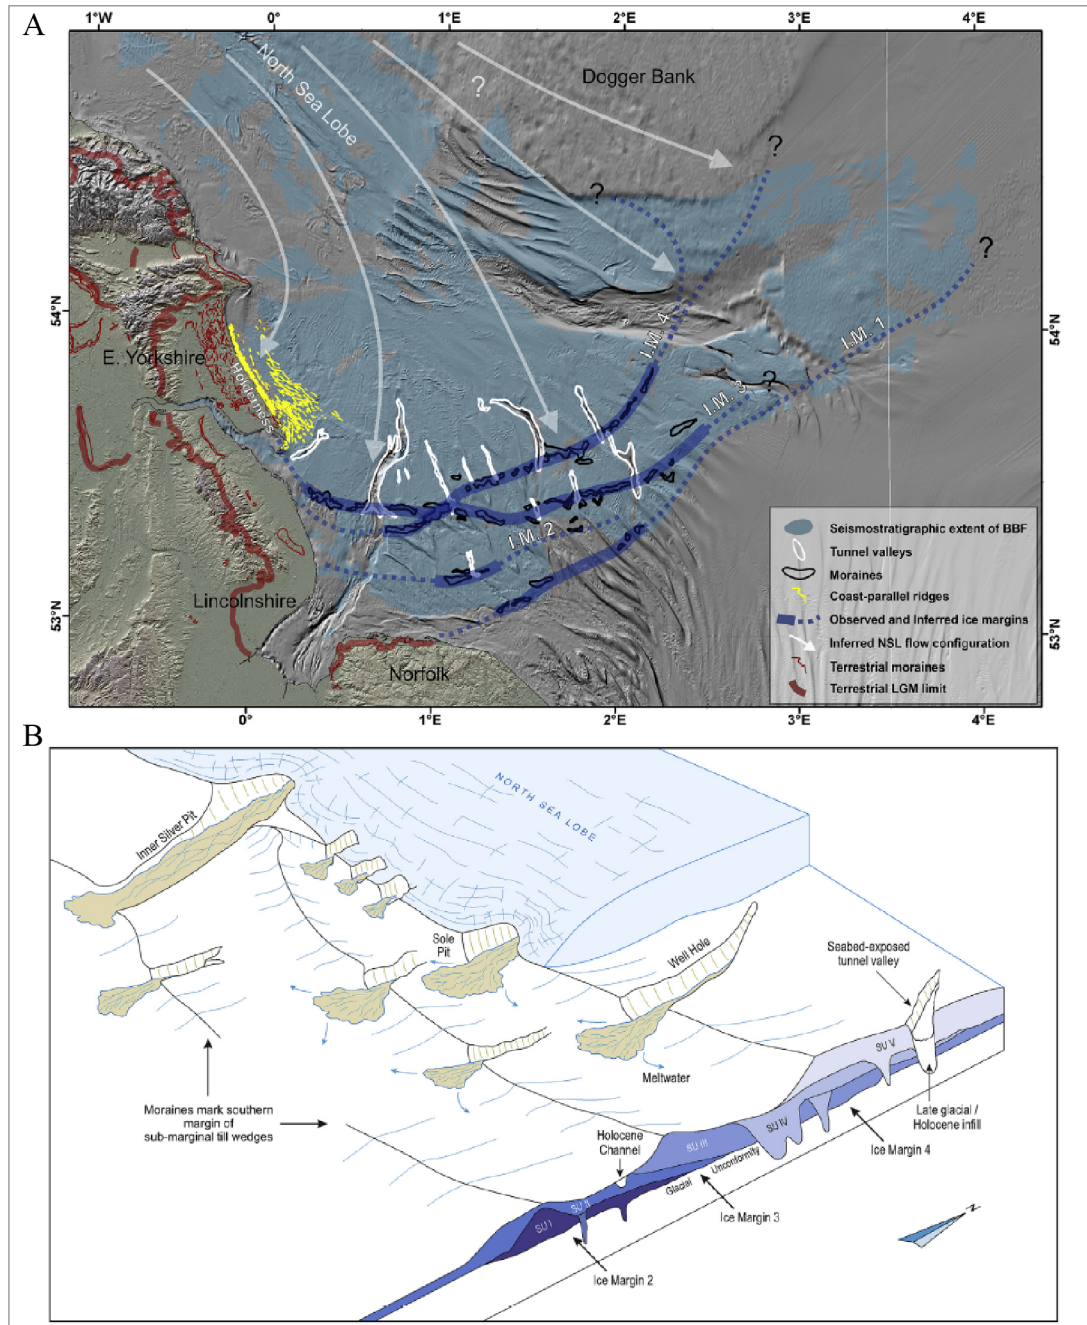 A
1°W
0°
1°E
2°E
3°E
4°E
North Sea Lobe
?
Dogger Bank
?
?
?
54°N
54°N
I.M. 4
I.M. 1
E. Yorkshire
Holderness
I.M. 3
?
I.M. 2
Lincolnshire
53°N
53°N
Norfolk
Seismostratigraphic extent of BBF
Tunnel valleys
Moraines
Coast-parallel ridges
Observed and Inferred ice margins
Inferred NSL flow configuration
Terrestrial moraines
Terrestrial LGM limit
0°
1°E
2°E
3°E
4°E
B
NORTH SEA LOBE
Inner Silver Pit
Sole
Pit
Well Hole
Seabed-exposed
tunnel valley
SU V
Meltwater
Moraines mark southern
margin of
sub-marginal till wedges
Late glacial /
Holocene infill
Holocene
Channel
SU IV
SU III
Ice Margin 4
Glacial Unconformity
SU II
SU I
Ice Margin 3
Ice Margin 2
N